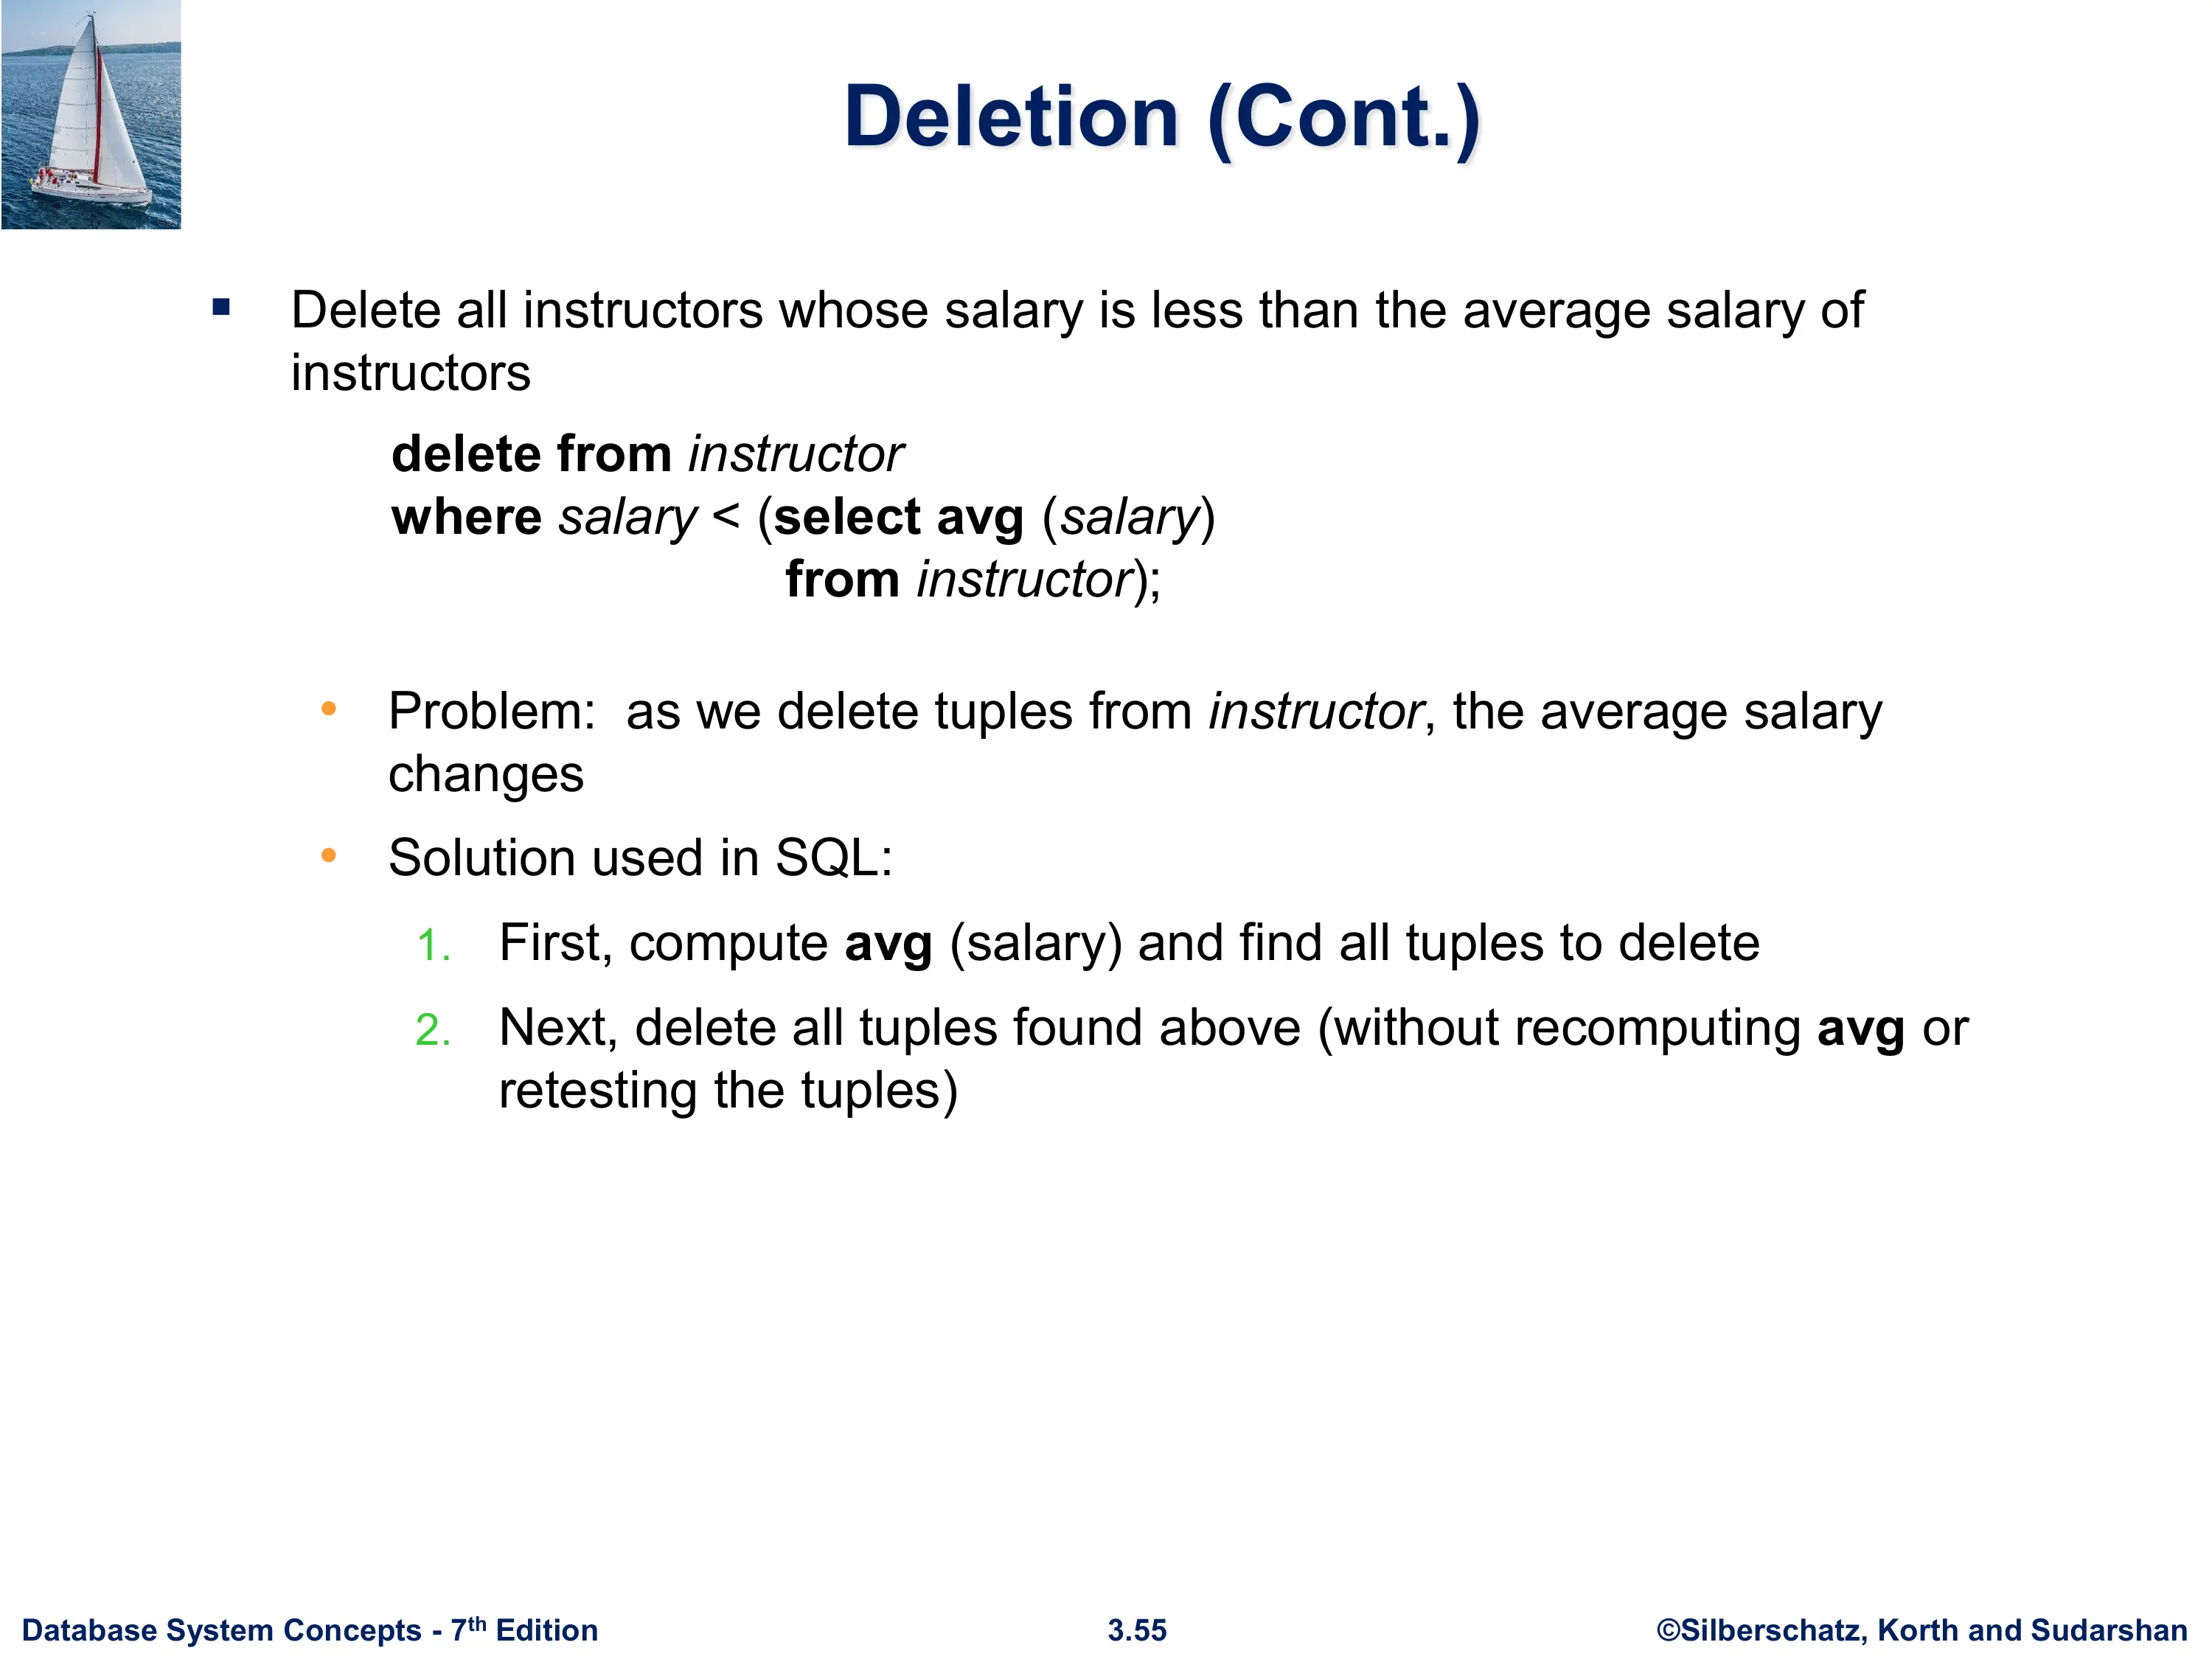 Deletion (Cont.)
▪ Delete all instructors whose salary is less than the average salary of
instructors
delete from instructor
where salary < (select avg (salary)
from instructor);
• Problem:  as we delete tuples from instructor, the average salary
changes
• Solution used in SQL:
1. First, compute avg (salary) and find all tuples to delete
2. Next, delete all tuples found above (without recomputing avg or
retesting the tuples)
Database System Concepts - 7th Edition
3.55
©Silberschatz, Korth and Sudarshan